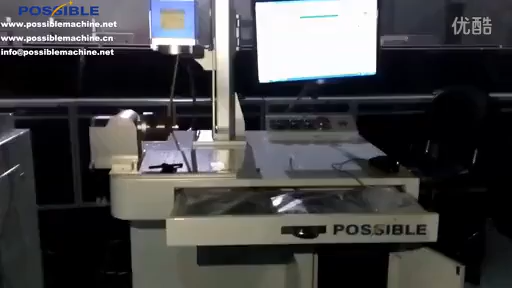 POSSIBLE
www.possiblemachine.net
www.possiblemachine.cn
info@possiblemachine.net
优酷
POSSIBLE